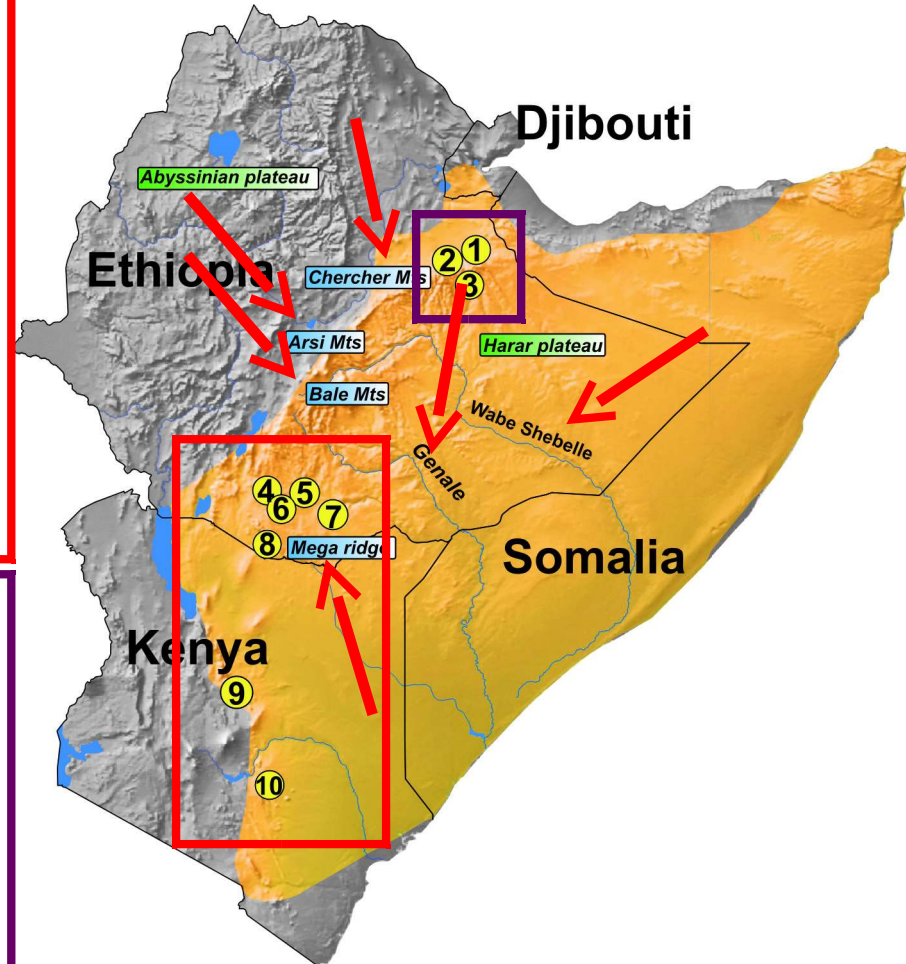 Djibouti
Abyssinian plateau
Ethiopia
1
2
Chercher Mts
3
Arsi Mts
Harar plateau
Bale Mts
Wabe Shebelle
Genale
4
5
6
7
8
Mega ridge
Somalia
Kenya
9
10